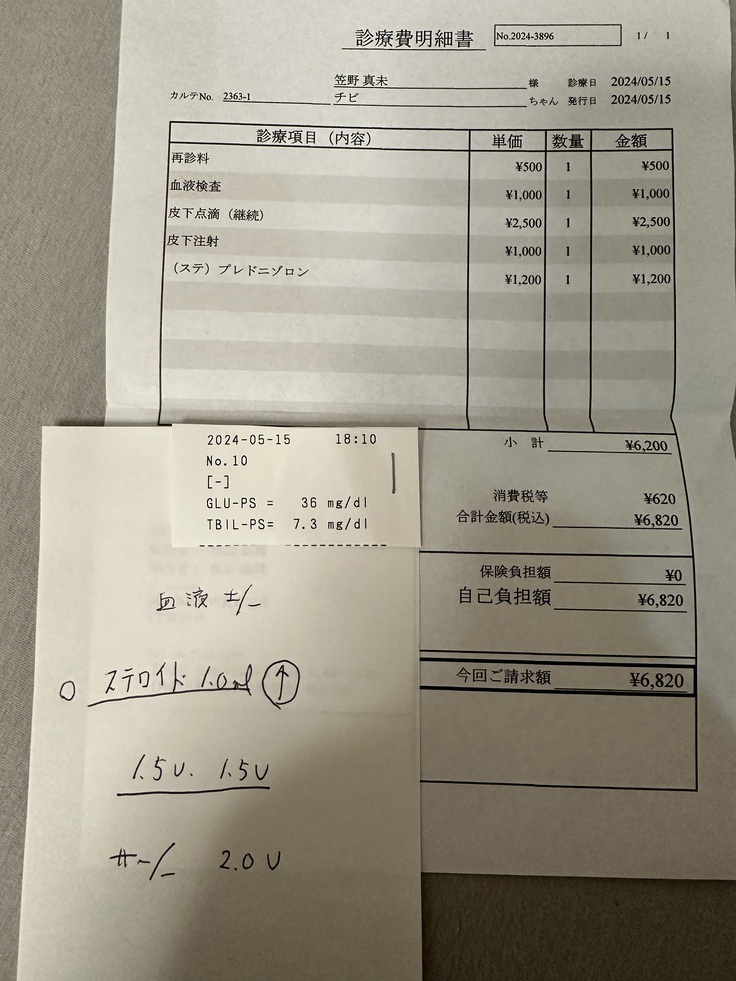 診療費明細書 No.2024-3896 1/ 1
笠野 真未 様 診療日 2024/05/15
カルテNo. 2363-1 チビ ちゃん 発行日 2024/05/15
診療項目（内容） 単価 数量 金額
再診料 ¥500 1 ¥500
血液検査 ¥1,000 1 ¥1,000
皮下点滴（継続） ¥2,500 1 ¥2,500
皮下注射 ¥1,000 1 ¥1,000
（ステ）プレドニゾロン ¥1,200 1 ¥1,200
小 計 ¥6,200
消費税等 ¥620
合計金額(税込) ¥6,820
保険負担額 ¥0
自己負担額 ¥6,820
今回ご請求額 ¥6,820
2024-05-15 18:10
No.10
[-]
GLU-PS = 36 mg/dl
TBIL-PS= 7.3 mg/dl
血液
ステロイド 1.0 ↑
1.5U. 1.5U
2.0U